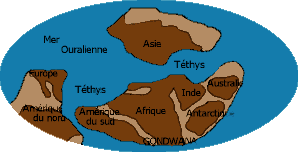 Mer
Ouralienne
Asie
Téthys
Europe
Téthys
Inde
Australie
Amérique
du nord
Amérique
du sud
Afrique
Antarctique
GONDWANA